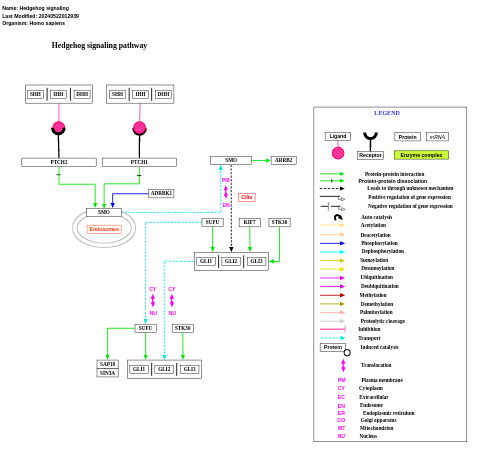 Name: Hedgehog signaling
Last Modified: 20240522012939
Organism: Homo sapiens
Hedgehog signaling pathway
SHH IHH DHH SHH IHH DHH
PTCH2 PTCH1
SMO ARRB2
PM
EN
Cilia
ADRBK1
SMO
Endosomex
SUFU KIF7 STK36
GLI1 GLI2 GLI3
CY CY
NU NU
SUFU STK36
SAP18
SIN3A
GLI1 GLI2 GLI3
LEGEND
Ligand
Receptor
Protein mRNA
Enzyme complex
Protein-protein interaction
Protein-protein dissociation
Leads to through unknown mechanism
Positive regulation of gene expression
Negative regulation of gene expression
Auto catalysis
Acetylation
Deacetylation
Phosphorylation
Dephosphorylation
Sumoylation
Desumoylation
Ubiquitination
Deubiquitination
Methylation
Demethylation
Palmitoylation
Proteolytic cleavage
Inhibition
Transport
Protein Induced catalysis
Translocation
PM Plasma membrane
CY Cytoplasm
EC Extracellular
EN Endosome
ER Endoplasmic reticulum
GO Golgi apparatus
MT Mitochondrion
NU Nucleus